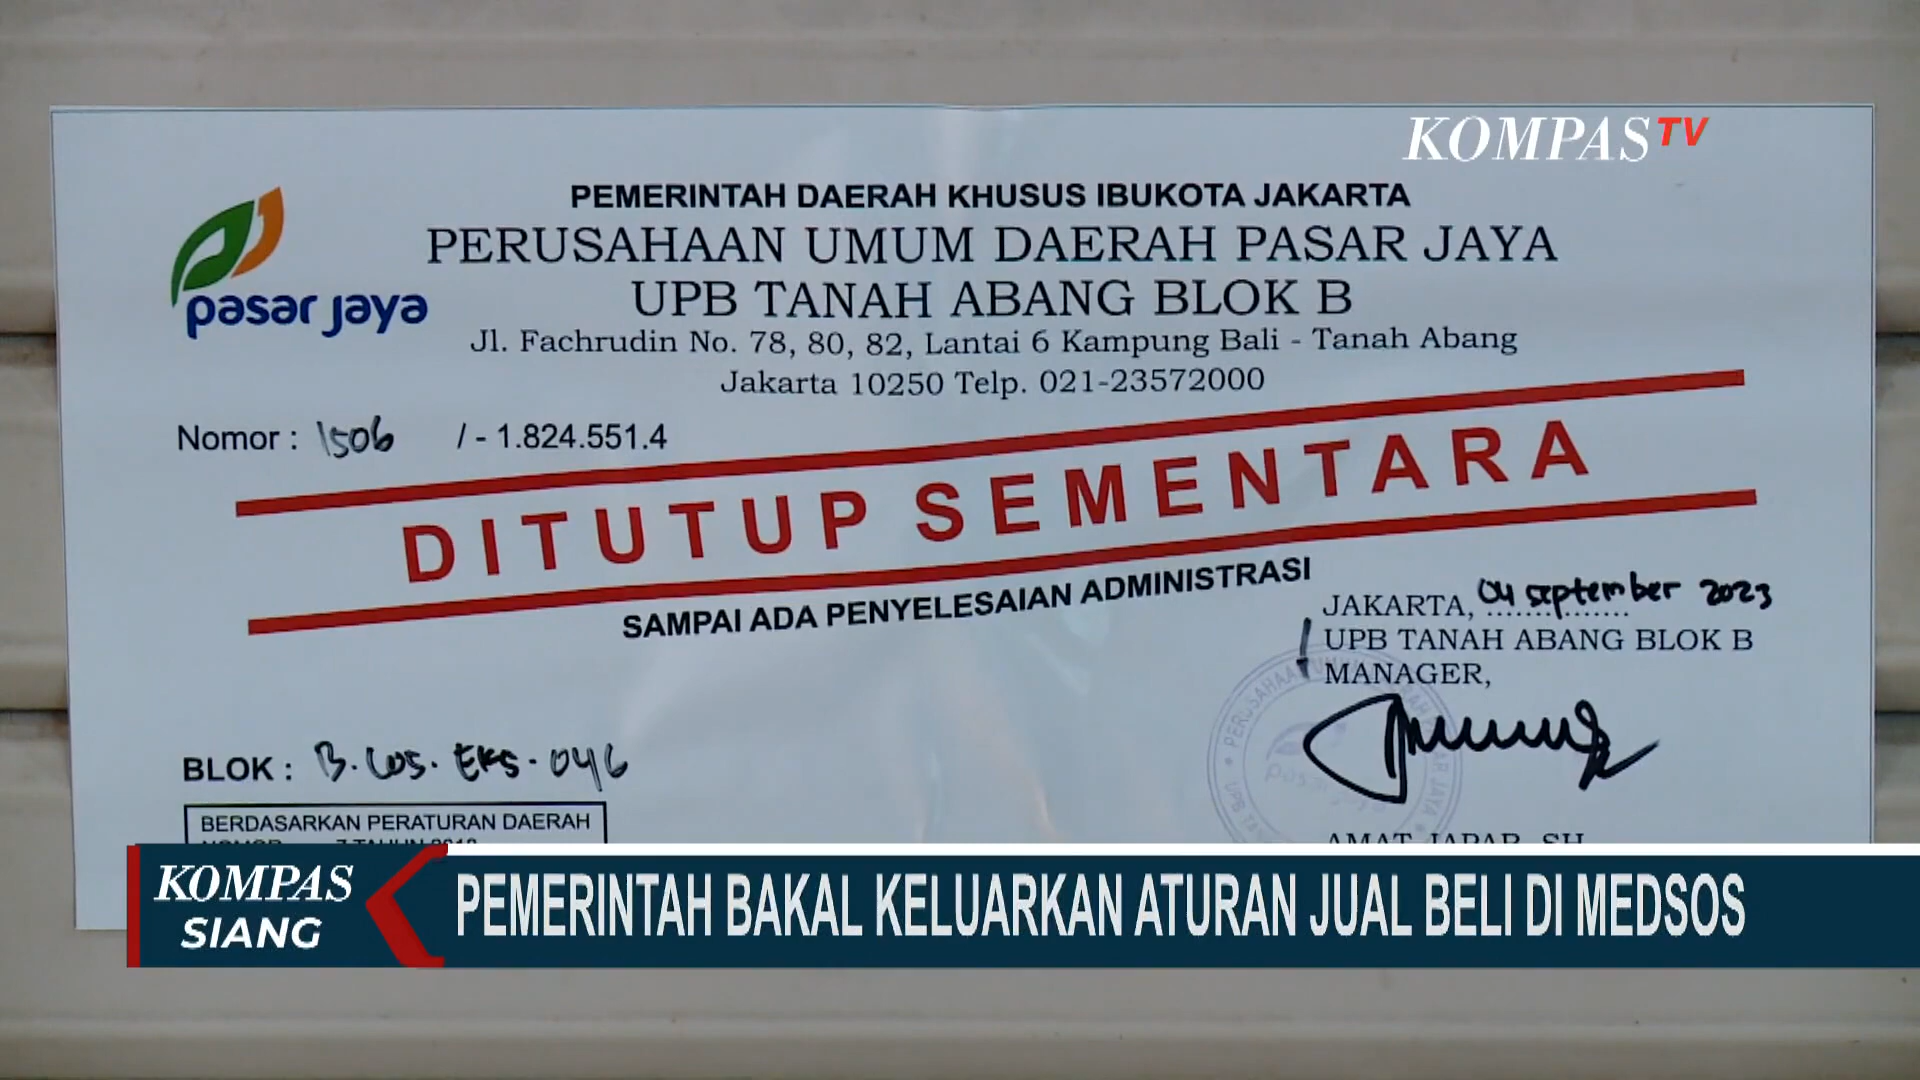 KOMPAS TV
PEMERINTAH DAERAH KHUSUS IBUKOTA JAKARTA
PERUSAHAAN UMUM DAERAH PASAR JAYA
UPB TANAH ABANG BLOK B
Jl. Fachrudin No. 78, 80, 82, Lantai 6 Kampung Bali - Tanah Abang
Jakarta 10250 Telp. 021-23572000
pasar jaya
Nomor : 1506 / - 1.824.551.4
DITUTUP SEMENTARA
SAMPAI ADA PENYELESAIAN ADMINISTRASI
JAKARTA, 04 september 2023
UPB TANAH ABANG BLOK B
MANAGER,
BLOK : B. LOS. EKS. 046
BERDASARKAN PERATURAN DAERAH
KOMPAS
SIANG
PEMERINTAH BAKAL KELUARKAN ATURAN JUAL BELI DI MEDSOS